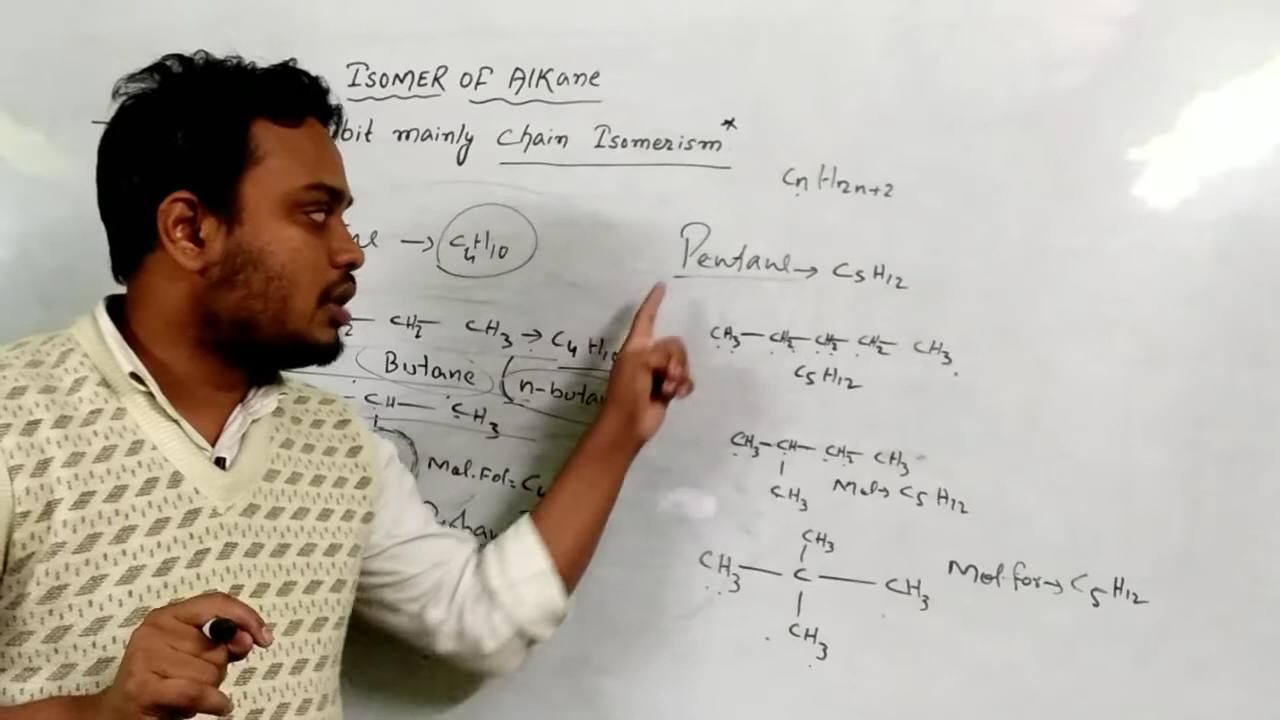 ISOMER OF Alkane
bit mainly chain Isomerism*
CnH2n+2
→ C4H10
Pentane → C5H12
CH2 CH3 → C4H10
Butane (n-buta
CH — CH3
Mol.For=C4
CH3—CH2—CH2—CH2—CH3
C5H12
CH3—CH—CH2—CH3
CH3
Mol→C5H12
CH3
CH3—C—CH3
Mol.for→C5H12
CH3